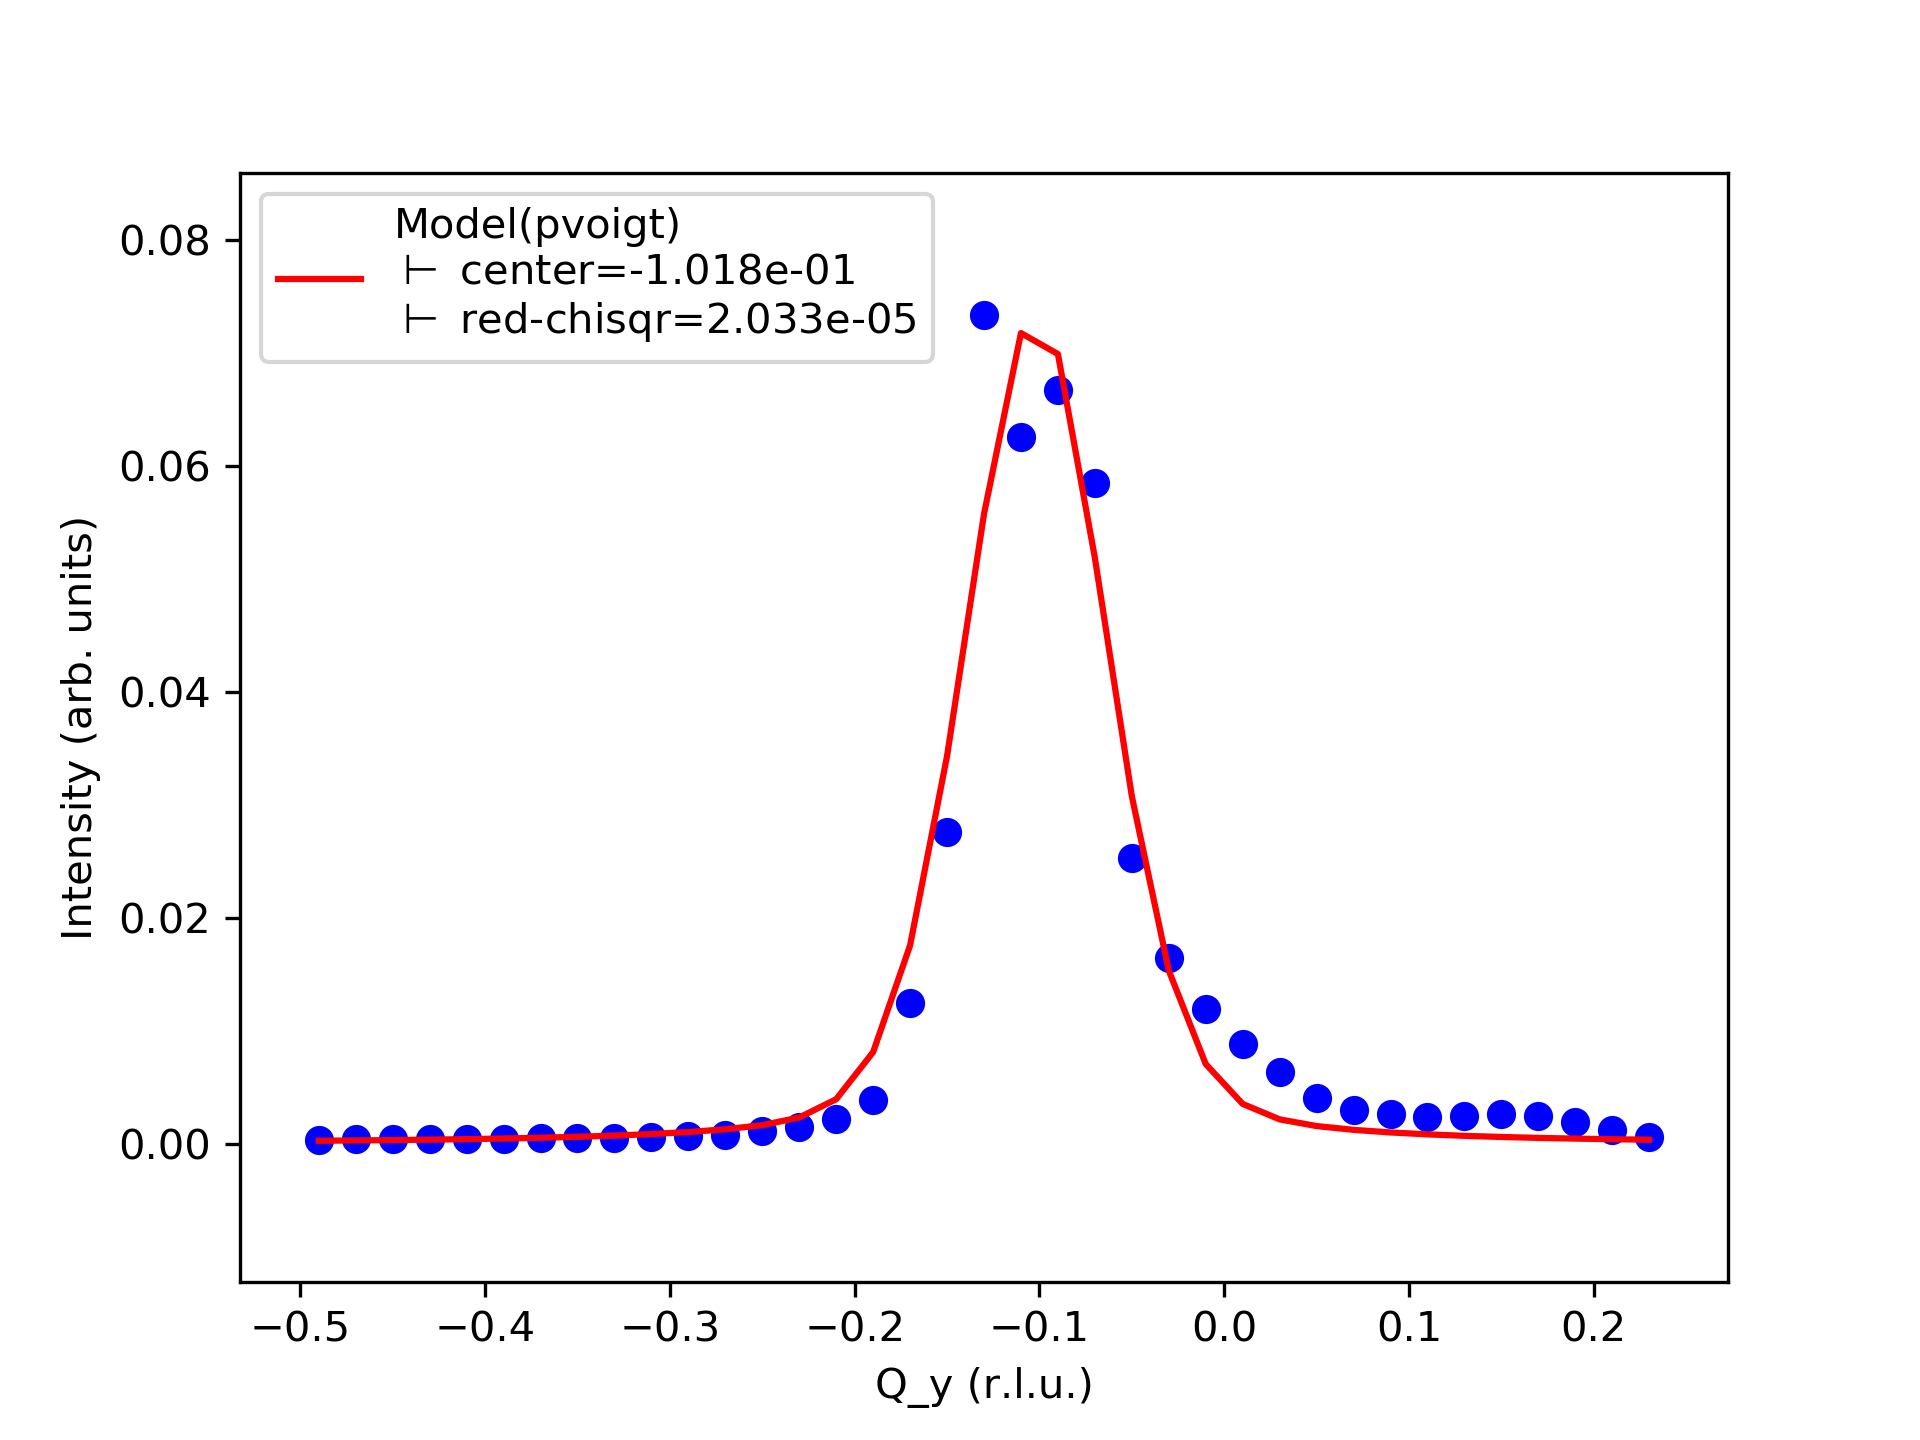 Model(pvoigt)
⊢ center=-1.018e-01
⊢ red-chisqr=2.033e-05
0.08
0.06
0.04
0.02
0.00
Intensity (arb. units)
−0.5 −0.4 −0.3 −0.2 −0.1 0.0 0.1 0.2
Q_y (r.l.u.)